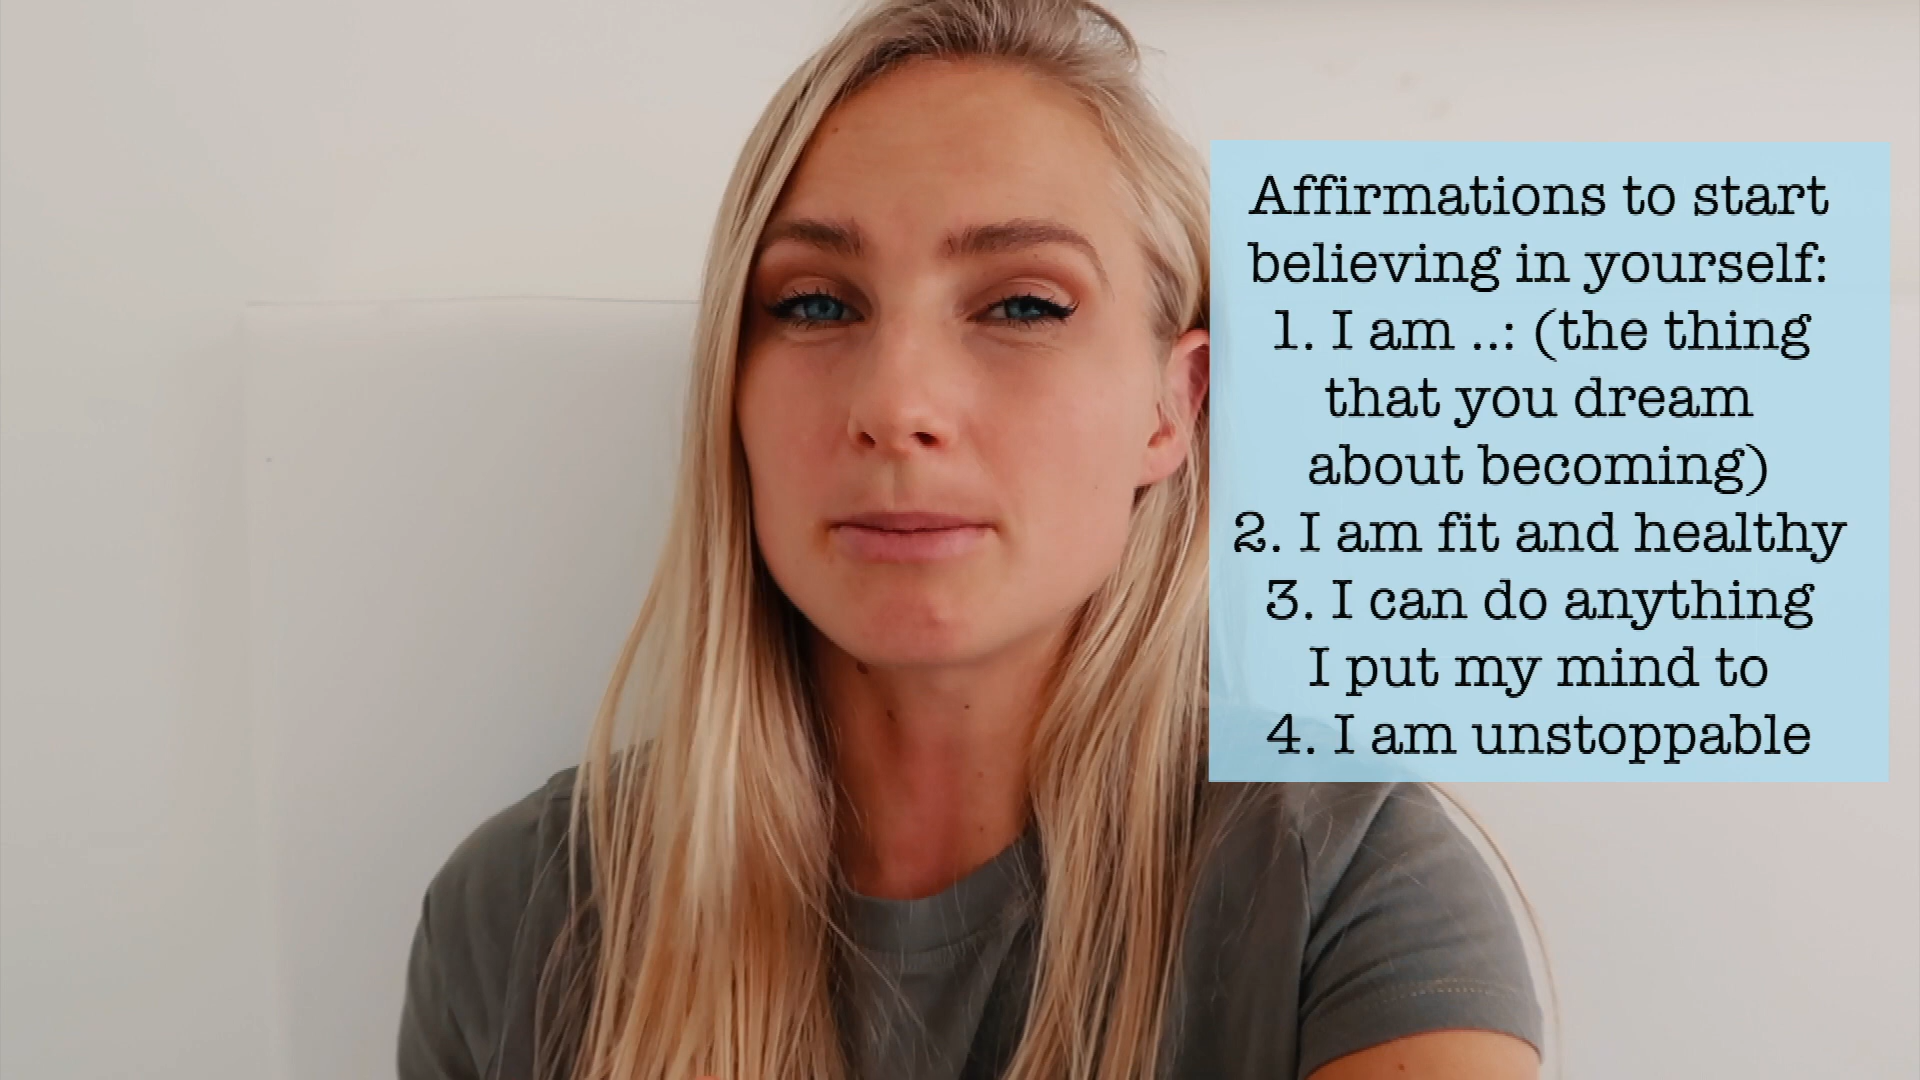 Affirmations to start
believing in yourself:
1. I am ..: (the thing
that you dream
about becoming)
2. I am fit and healthy
3. I can do anything
I put my mind to
4. I am unstoppable